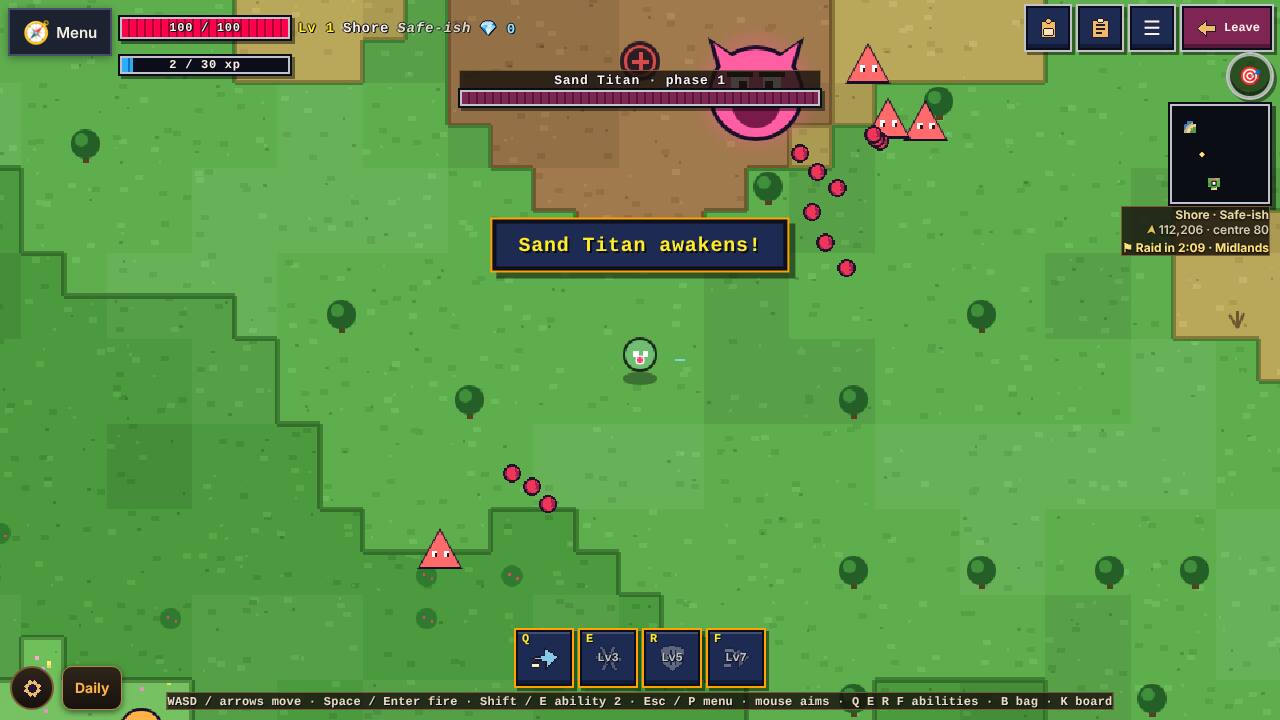 Menu
100 / 100
Lv 1 Shore Safe-ish 0
2 / 30 xp
Leave
Sand Titan · phase 1
Sand Titan awakens!
Shore · Safe-ish
112,206 · centre 80
Raid in 2:09 · Midlands
Q E R F
Lv3 Lv5 Lv7
Daily
WASD / arrows move · Space / Enter fire · Shift / E ability 2 · Esc / P menu · mouse aims · Q E R F abilities · B bag · K board